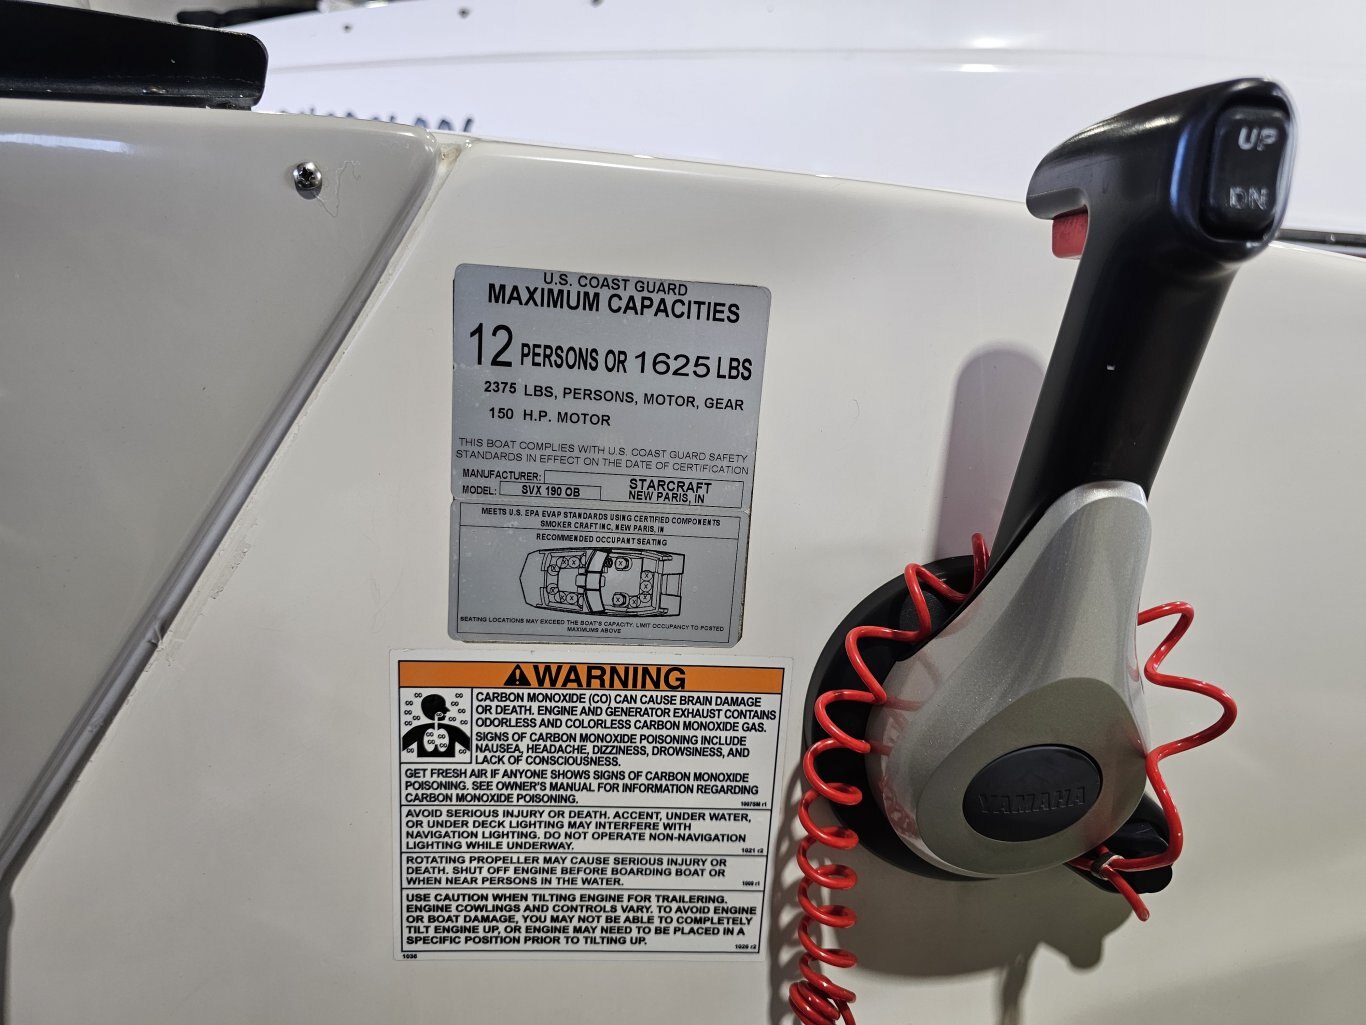 U.S. COAST GUARD
MAXIMUM CAPACITIES
12 PERSONS OR 1625 LBS
2375 LBS, PERSONS, MOTOR, GEAR
150 H.P. MOTOR
THIS BOAT COMPLIES WITH U.S. COAST GUARD SAFETY
STANDARDS IN EFFECT ON THE DATE OF CERTIFICATION
MANUFACTURER: STARCRAFT
MODEL: SVX 190 OB NEW PARIS, IN
MEETS U.S. EPA EVAP STANDARDS USING CERTIFIED COMPONENTS
SMOKER CRAFT INC, NEW PARIS, IN
RECOMMENDED OCCUPANT SEATING
SEATING LOCATIONS MAY EXCEED THE BOAT'S CAPACITY. LIMIT OCCUPANCY TO POSTED
MAXIMUMS ABOVE
WARNING
CARBON MONOXIDE (CO) CAN CAUSE BRAIN DAMAGE
OR DEATH. ENGINE AND GENERATOR EXHAUST CONTAINS
ODORLESS AND COLORLESS CARBON MONOXIDE GAS.
SIGNS OF CARBON MONOXIDE POISONING INCLUDE
NAUSEA, HEADACHE, DIZZINESS, DROWSINESS, AND
LACK OF CONSCIOUSNESS.
GET FRESH AIR IF ANYONE SHOWS SIGNS OF CARBON MONOXIDE
POISONING. SEE OWNER'S MANUAL FOR INFORMATION REGARDING
CARBON MONOXIDE POISONING.
AVOID SERIOUS INJURY OR DEATH. ACCENT, UNDER WATER,
OR UNDER DECK LIGHTING MAY INTERFERE WITH
NAVIGATION LIGHTING. DO NOT OPERATE NON-NAVIGATION
LIGHTING WHILE UNDERWAY. 1021 r2
ROTATING PROPELLER MAY CAUSE SERIOUS INJURY OR
DEATH. SHUT OFF ENGINE BEFORE BOARDING BOAT OR
WHEN NEAR PERSONS IN THE WATER.
USE CAUTION WHEN TILTING ENGINE FOR TRAILERING.
ENGINE COWLINGS AND CONTROLS VARY. TO AVOID ENGINE
OR BOAT DAMAGE, YOU MAY NOT BE ABLE TO COMPLETELY
TILT ENGINE UP, OR ENGINE MAY NEED TO BE PLACED IN A
SPECIFIC POSITION PRIOR TO TILTING UP. 1026 r2
1036
UP
DN
YAMAHA